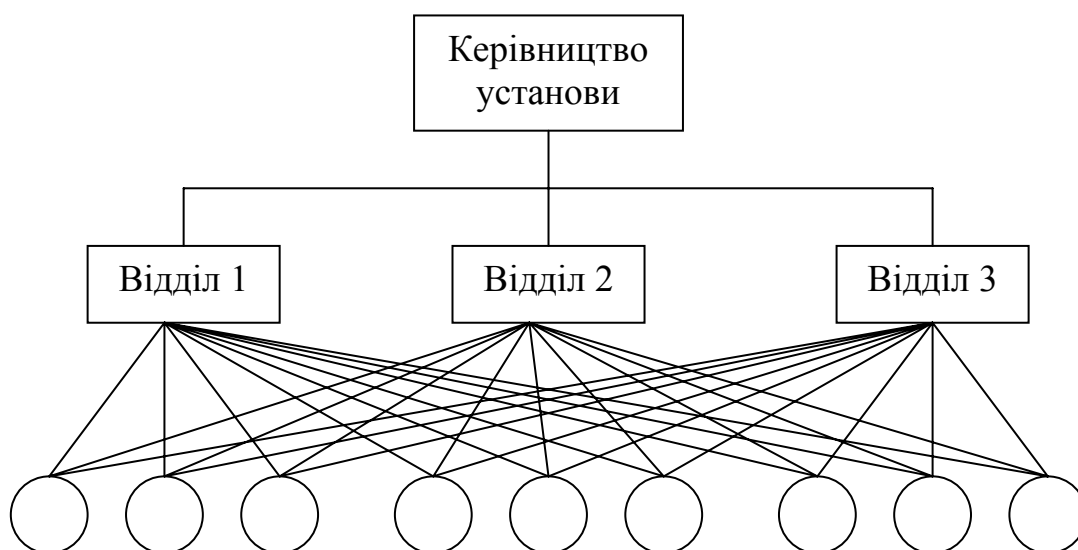 Керівництво
установи
Відділ 1
Відділ 2
Відділ 3